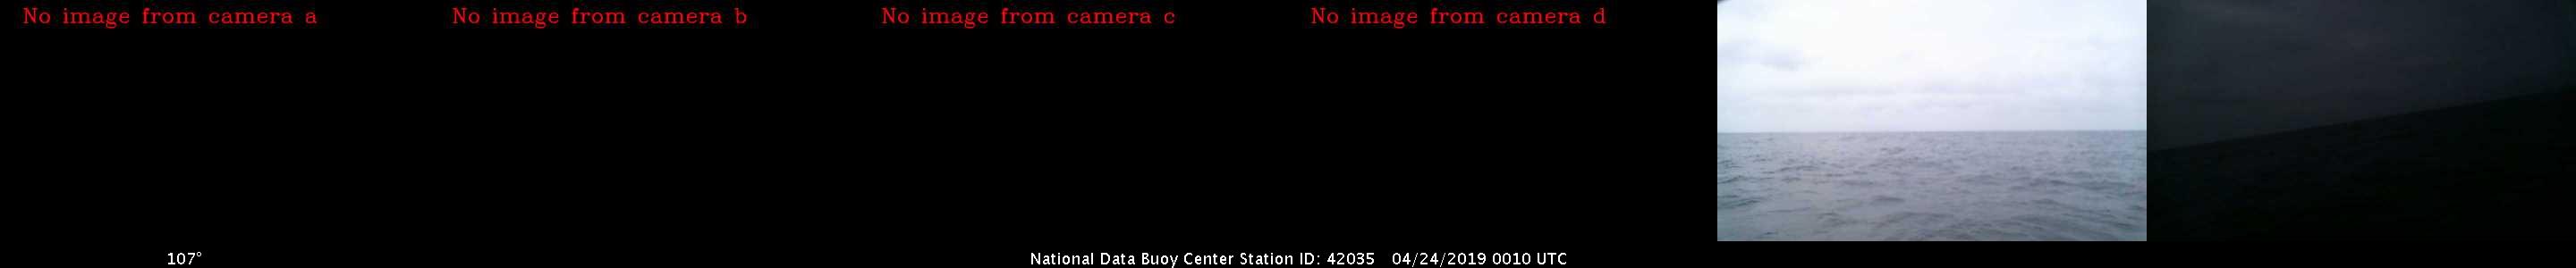 No image from camera a
No image from camera b
No image from camera c
No image from camera d
107°
National Data Buoy Center Station ID: 42035 04/24/2019 0010 UTC